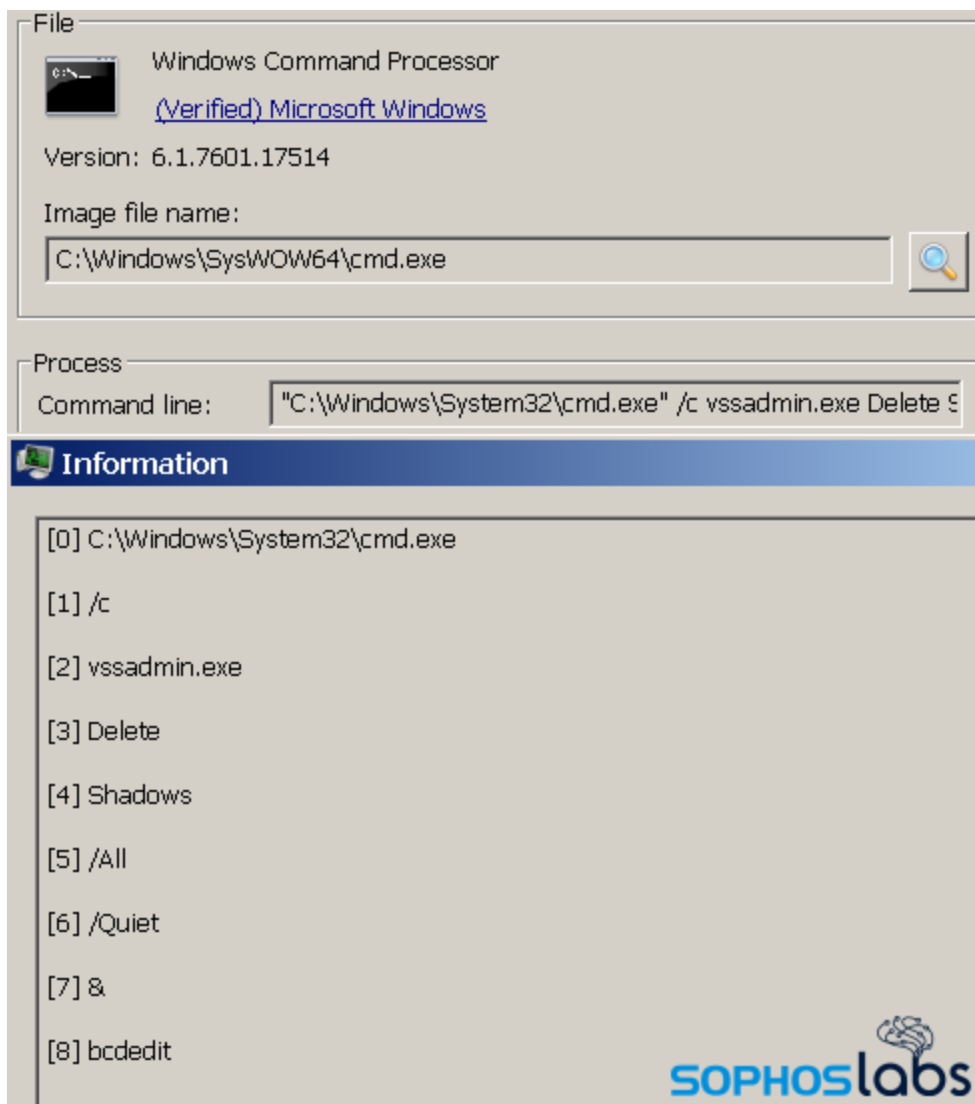 File
Windows Command Processor
(Verified) Microsoft Windows
Version: 6.1.7601.17514
Image file name:
C:\Windows\SysWOW64\cmd.exe
Process
Command line: "C:\Windows\System32\cmd.exe" /c vssadmin.exe Delete S
Information
[0] C:\Windows\System32\cmd.exe
[1] /c
[2] vssadmin.exe
[3] Delete
[4] Shadows
[5] /All
[6] /Quiet
[7] &
[8] bcdedit
SOPHOSlabs